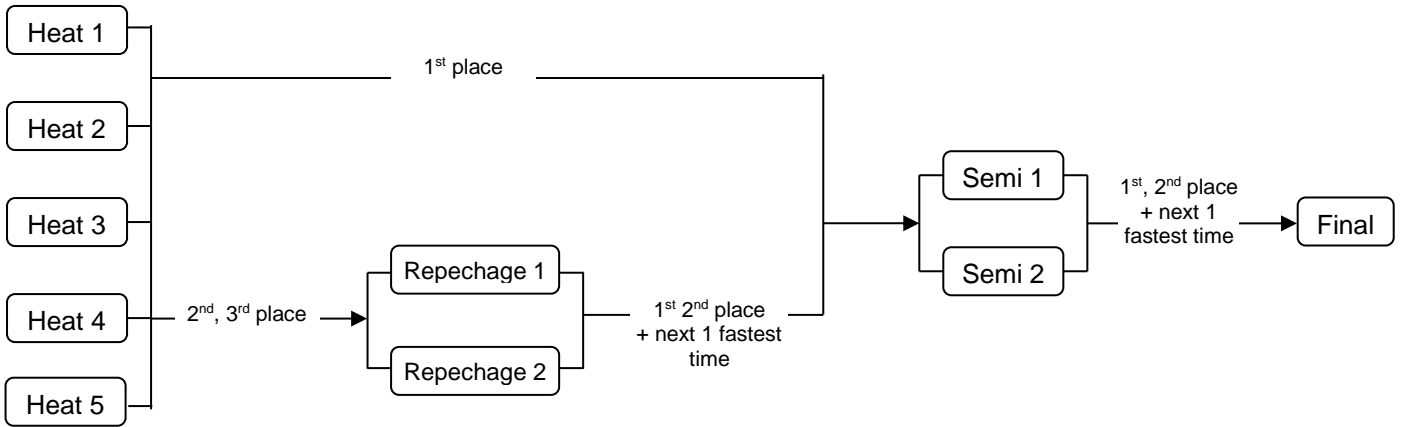 Heat 1
1st place
Heat 2
Semi 1
1st, 2nd place
+ next 1
fastest time
Heat 3
Final
Repechage 1
Semi 2
Heat 4
2nd, 3rd place
1st 2nd place
+ next 1 fastest
time
Repechage 2
Heat 5